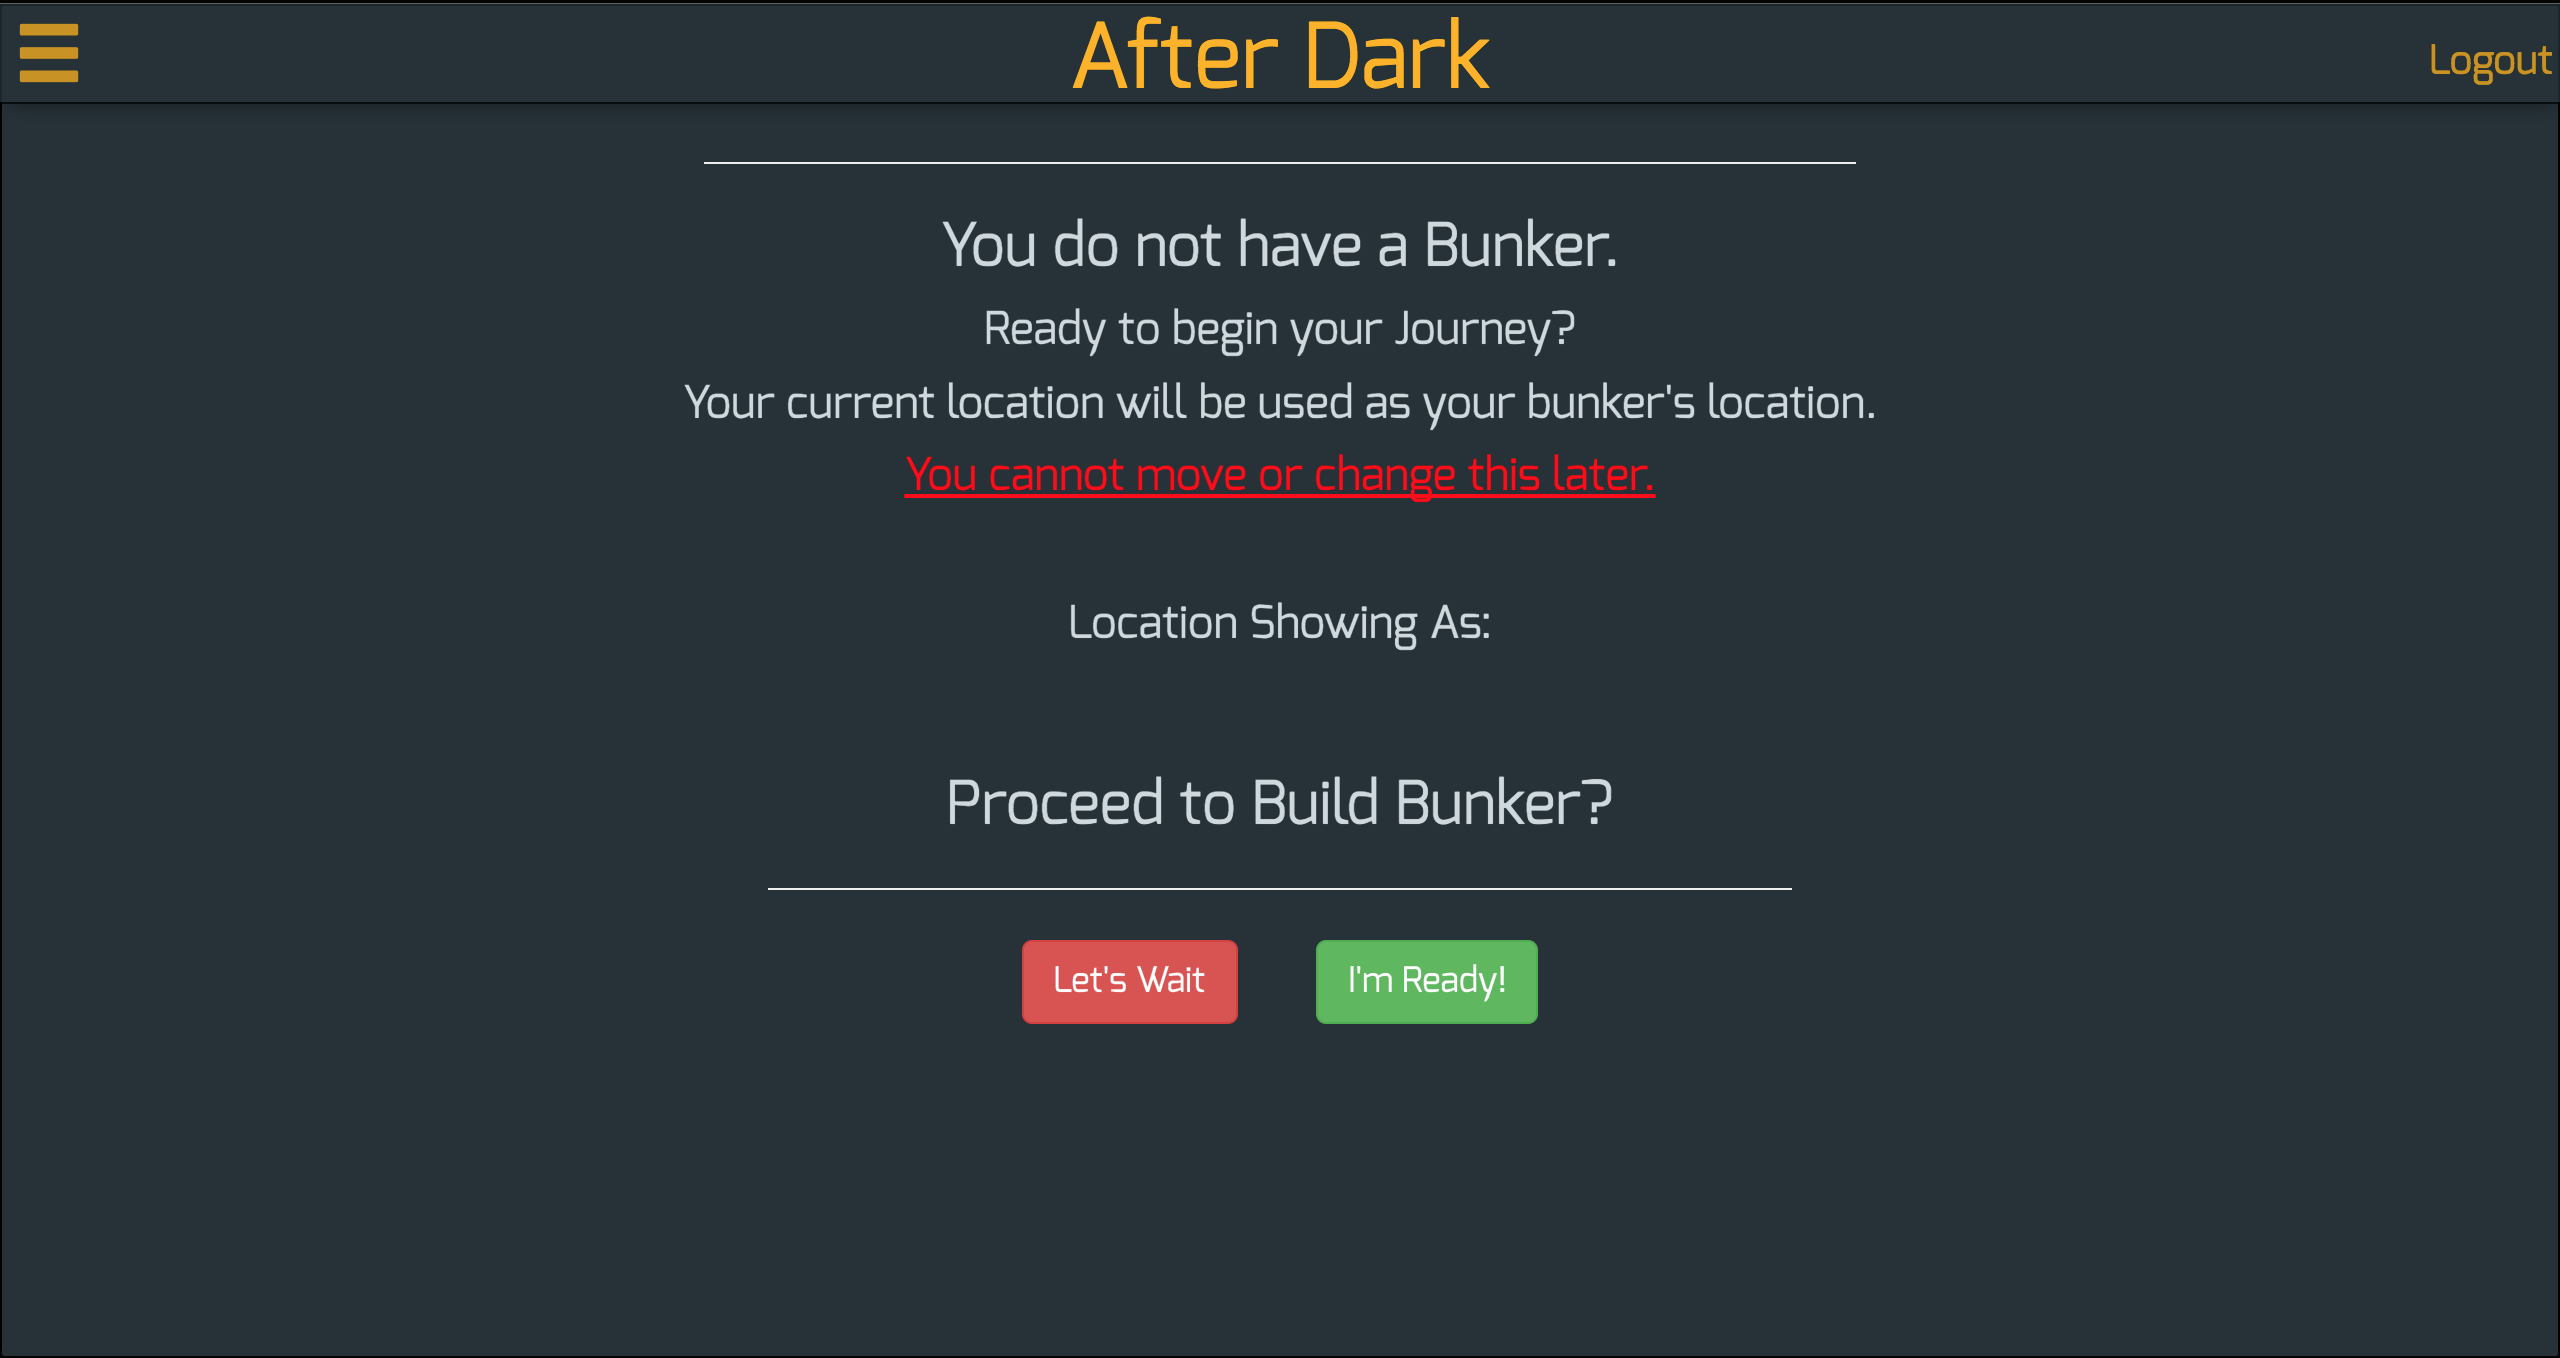 After Dark
Logout
You do not have a Bunker.
Ready to begin your Journey?
Your current location will be used as your bunker's location.
You cannot move or change this later.
Location Showing As:
Proceed to Build Bunker?
Let's Wait
I'm Ready!